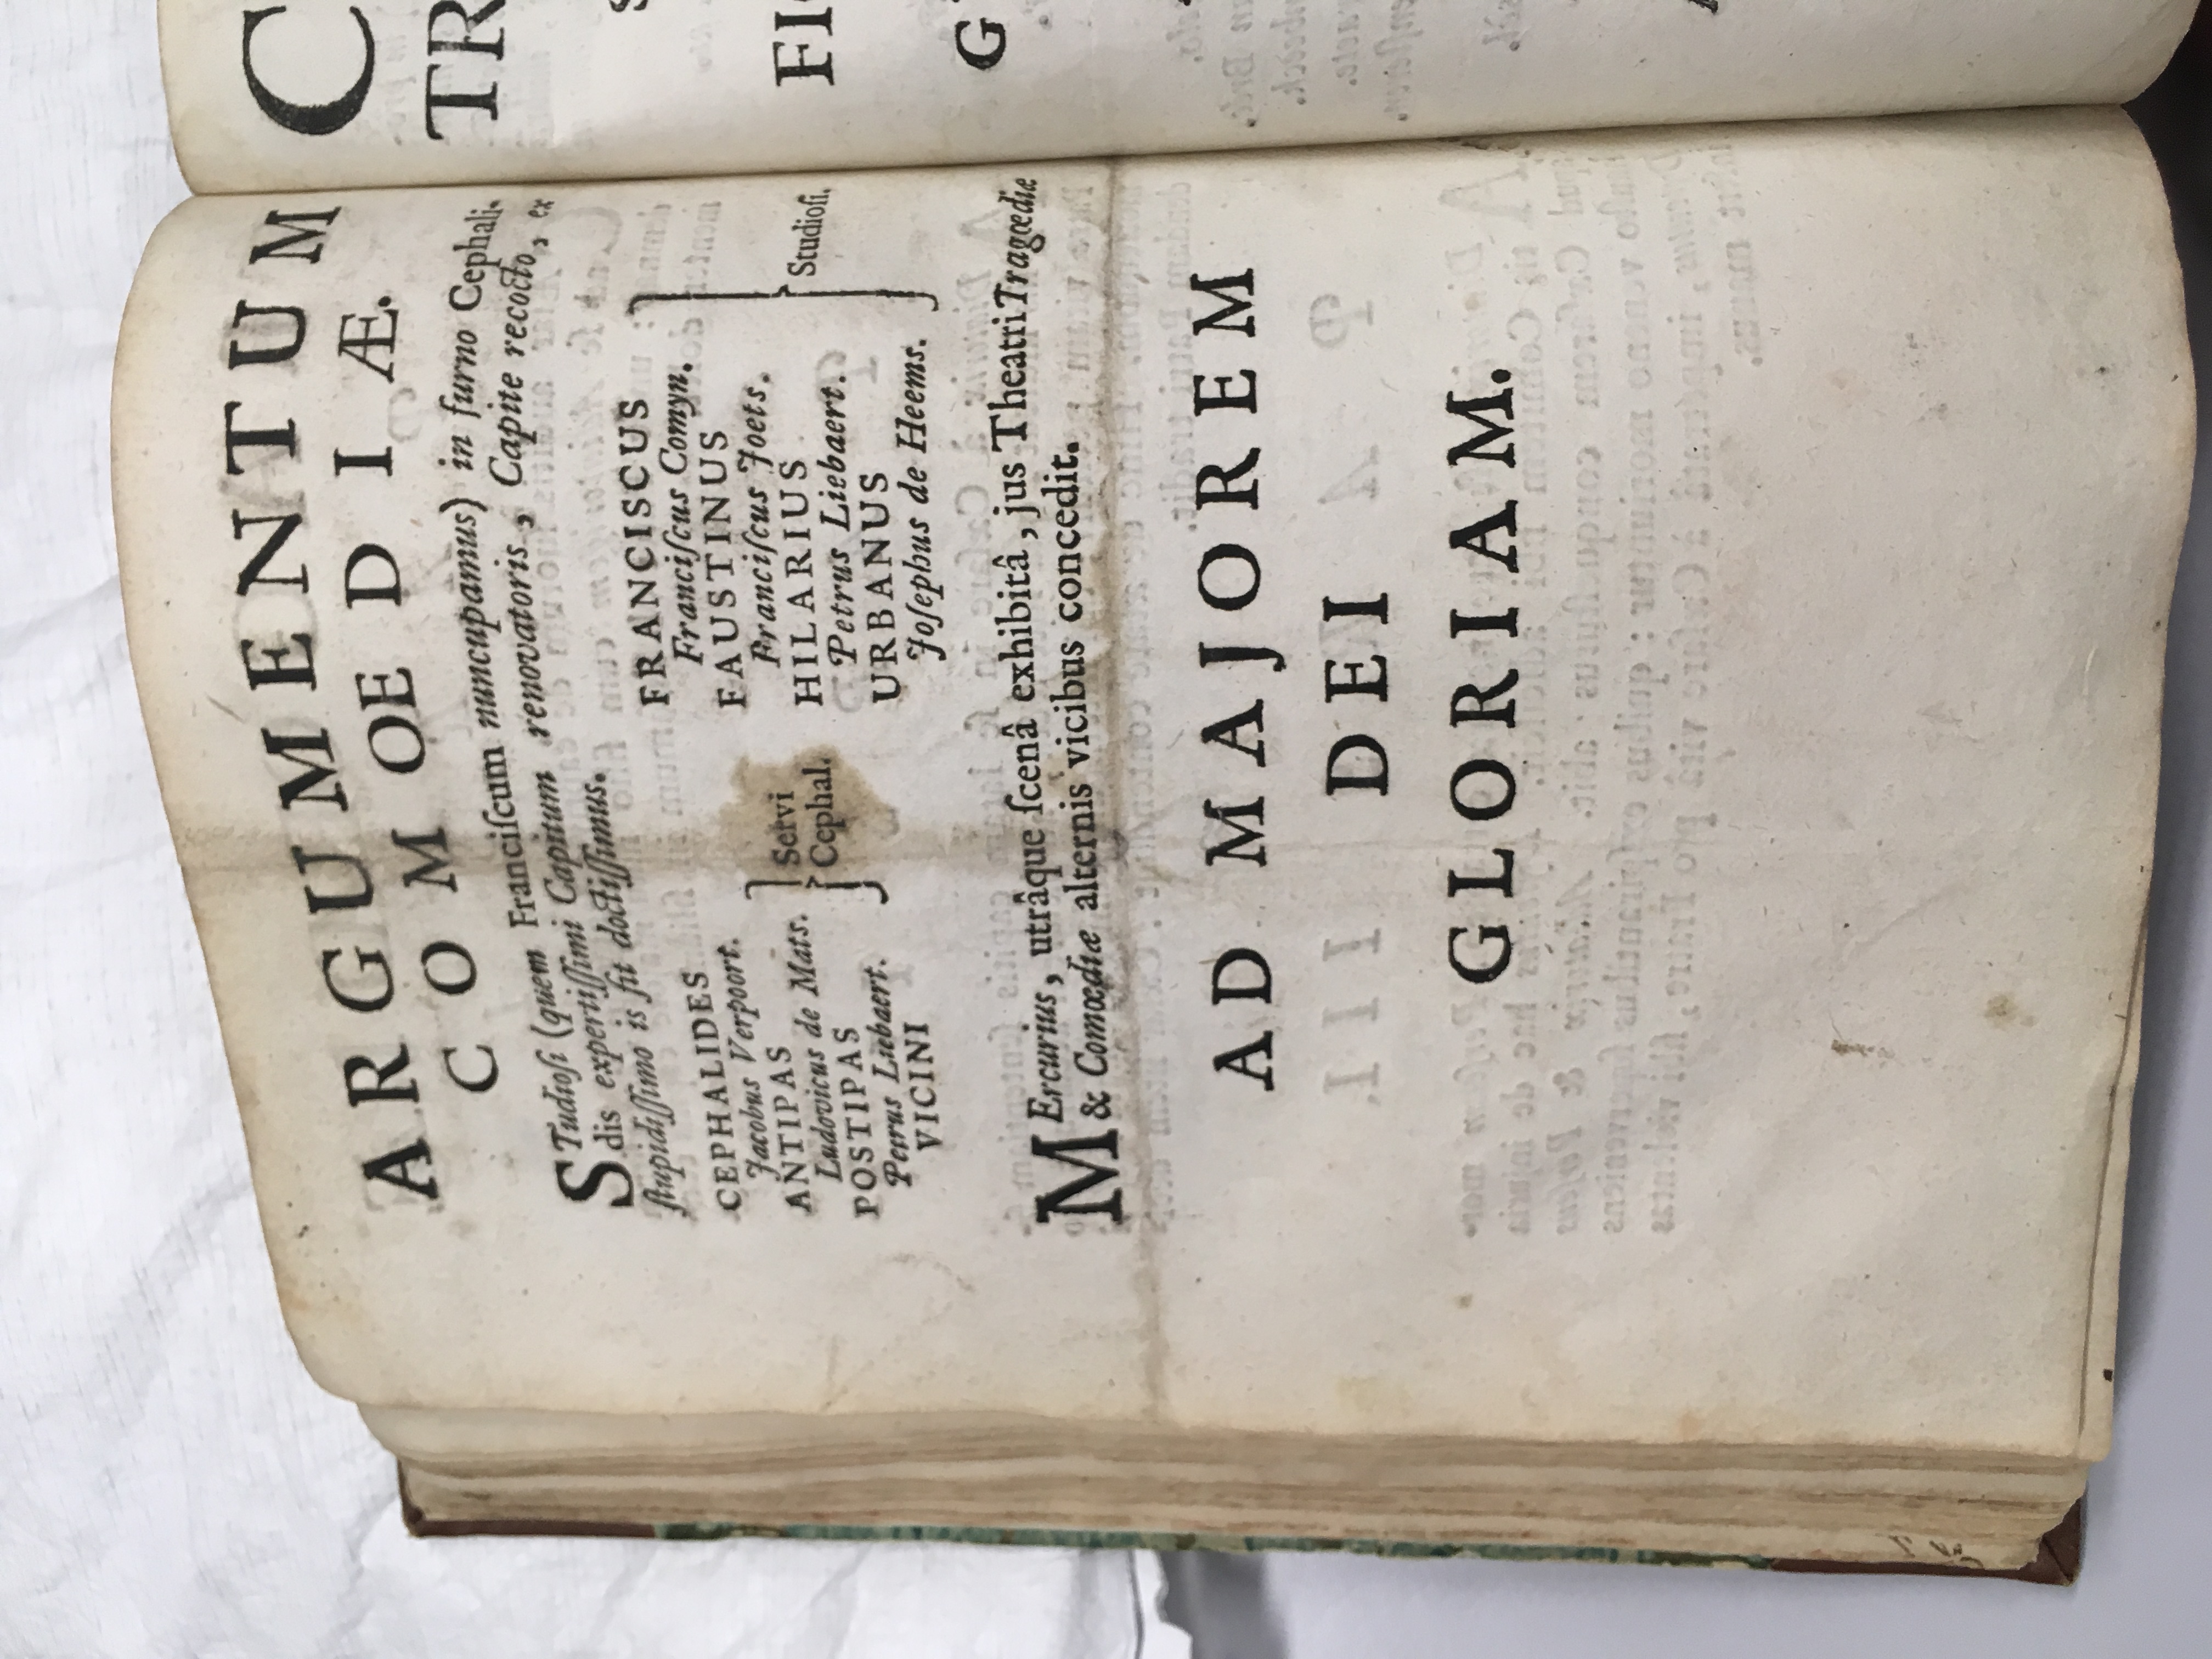 ARGUMENTUM
COMOEDIÆ.
STudioſi (quem Franciſcum nuncupamus) in furno Cephali-
dis expertiſſimi Capitum renovatoris, Capite recocto, ex
ſtupidiſſimo is fit doctiſſimus.
CEPHALIDES
Jacobus Verpoort.
ANTIPAS
Ludovicus de Mats.
POSTIPAS
Petrus Liebaert.
VICINI
Servi
Cephal.
FRANCISCUS
Franciſcus Comyn.
FAUSTINUS
Franciſcus Joets.
HILARIUS
Petrus Liebaert.
URBANUS
Joſephus de Heems.
Studioſi.
MErcurius, utrâque ſcenâ exhibitâ, jus Theatri Tragœdiæ
& Comœdiæ alternis vicibus concedit.
AD MAJOREM
DEI
GLORIAM.
C
TR
FI
G